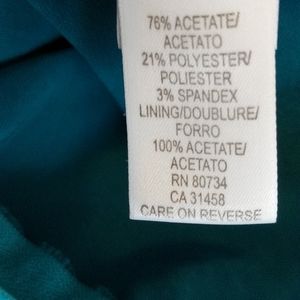 76% ACETATE/
ACETATO
21% POLYESTER/
POLIESTER
3% SPANDEX
LINING/DOUBLURE/
FORRO
100% ACETATE/
ACETATO
RN 80734
CA 31458
CARE ON REVERSE